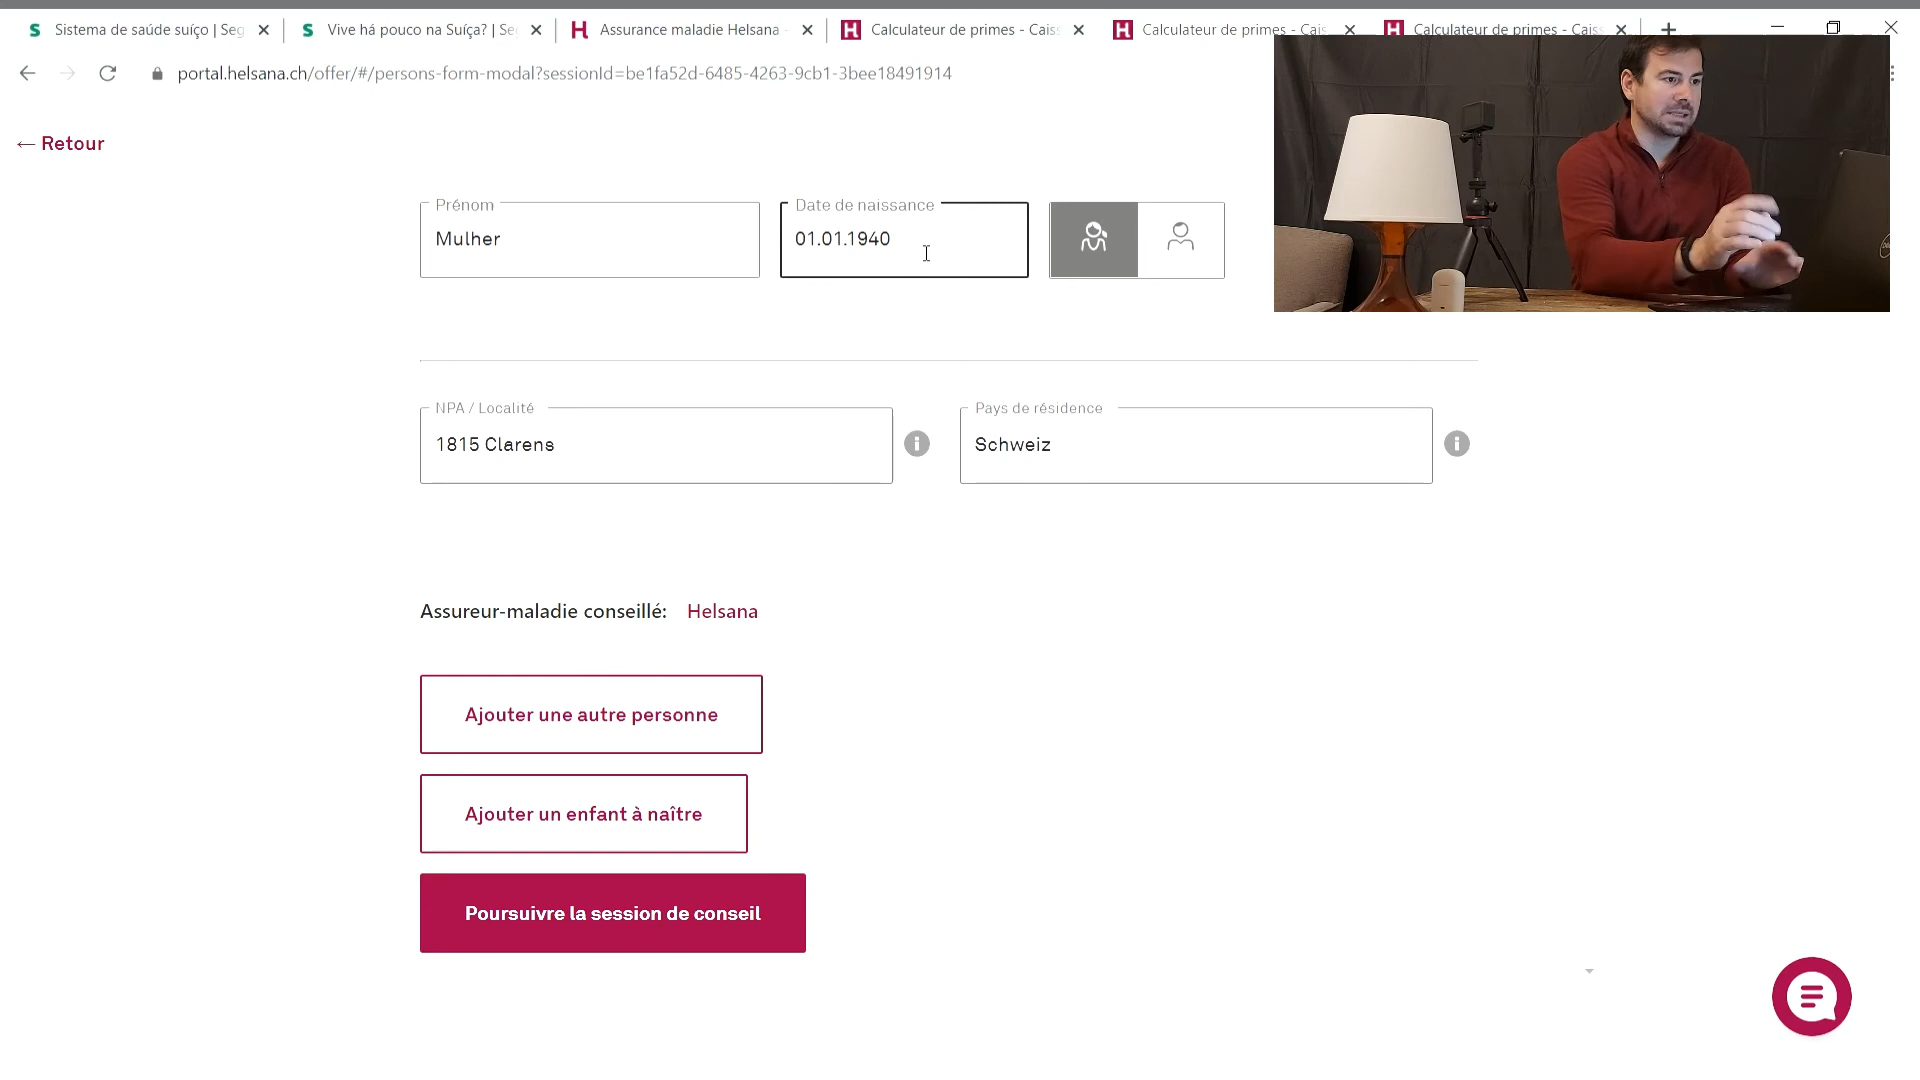 Sistema de saúde suíço | Seg
Vive há pouco na Suíça? | Se
Assurance maladie Helsana -
Calculateur de primes - Cais
Calculateur de primes - Cais
Calculateur de primes - Cais
portal.helsana.ch/offer/#/persons-form-modal?sessionId=be1fa52d-6485-4263-9cb1-3bee18491914
← Retour
Prénom
Mulher
Date de naissance
01.01.1940
NPA / Localité
1815 Clarens
Pays de résidence
Schweiz
Assureur-maladie conseillé: Helsana
Ajouter une autre personne
Ajouter un enfant à naître
Poursuivre la session de conseil